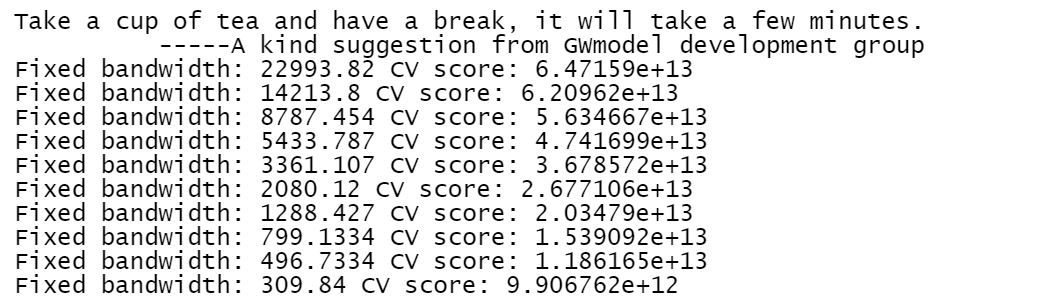 Take a cup of tea and have a break, it will take a few minutes.
-----A kind suggestion from GWmodel development group
Fixed bandwidth: 22993.82 CV score: 6.47159e+13
Fixed bandwidth: 14213.8 CV score: 6.20962e+13
Fixed bandwidth: 8787.454 CV score: 5.634667e+13
Fixed bandwidth: 5433.787 CV score: 4.741699e+13
Fixed bandwidth: 3361.107 CV score: 3.678572e+13
Fixed bandwidth: 2080.12 CV score: 2.677106e+13
Fixed bandwidth: 1288.427 CV score: 2.03479e+13
Fixed bandwidth: 799.1334 CV score: 1.539092e+13
Fixed bandwidth: 496.7334 CV score: 1.186165e+13
Fixed bandwidth: 309.84 CV score: 9.906762e+12